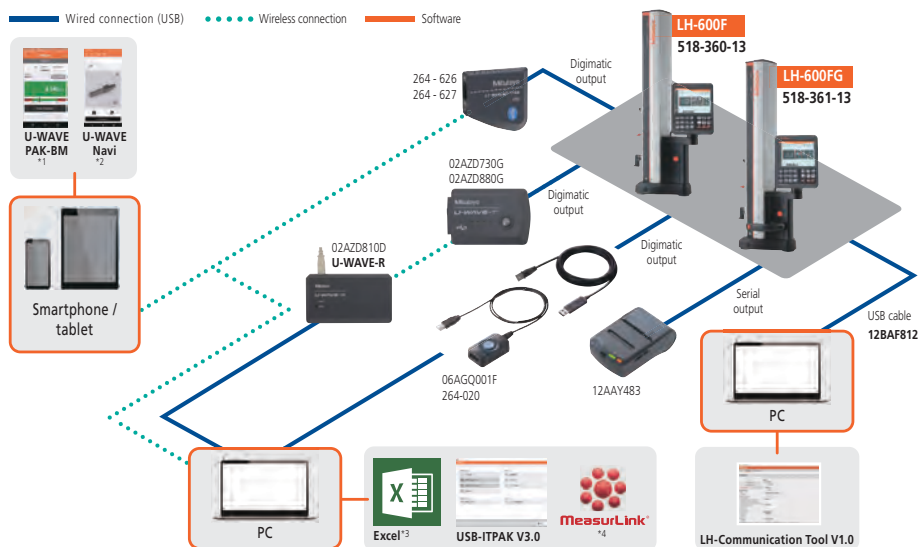 Wired connection (USB)
Wireless connection
Software
U-WAVE
PAK-BM
*1
U-WAVE
Navi
*2
Smartphone /
tablet
264 - 626
264 - 627
Mitutoyo
Digimatic
output
LH-600F
518-360-13
LH-600FG
518-361-13
02AZD730G
02AZD880G
Mitutoyo
U-WAVE-T
Digimatic
output
02AZD810D
U-WAVE-R
Digimatic
output
06AGQ001F
264-020
Serial
output
12AAY483
USB cable
12BAF812
PC
LH-Communication Tool V1.0
PC
X
Excel*3
USB-ITPAK V3.0
MeasurLink®
*4